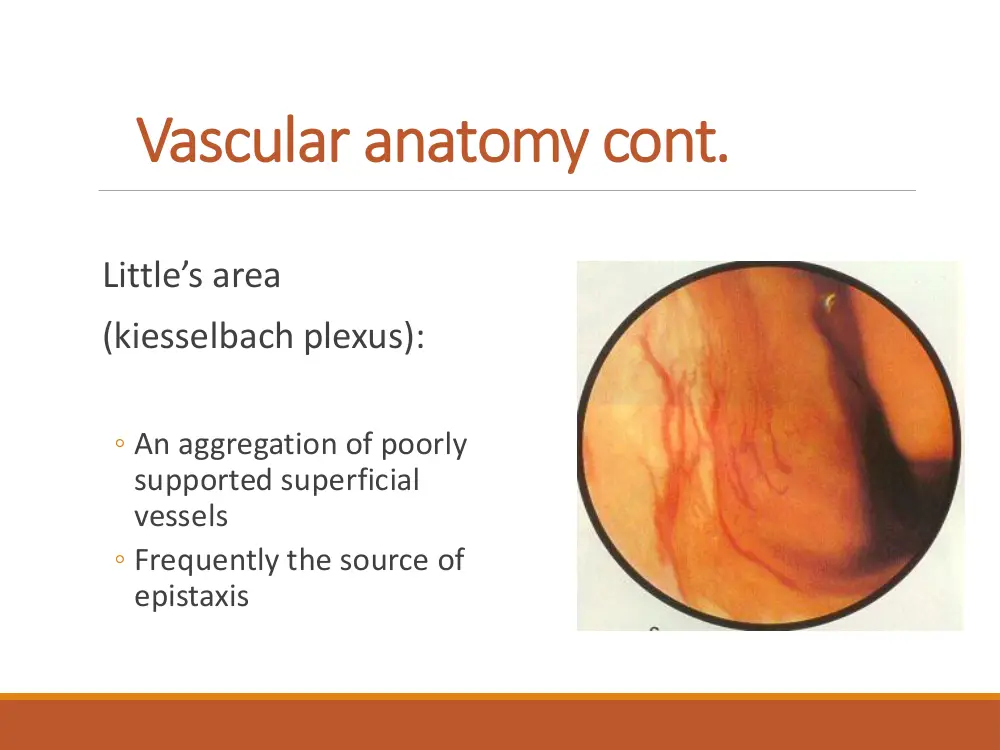 Vascular anatomy cont.
Little’s area
(kiesselbach plexus):
◦ An aggregation of poorly
supported superficial
vessels
◦ Frequently the source of
epistaxis